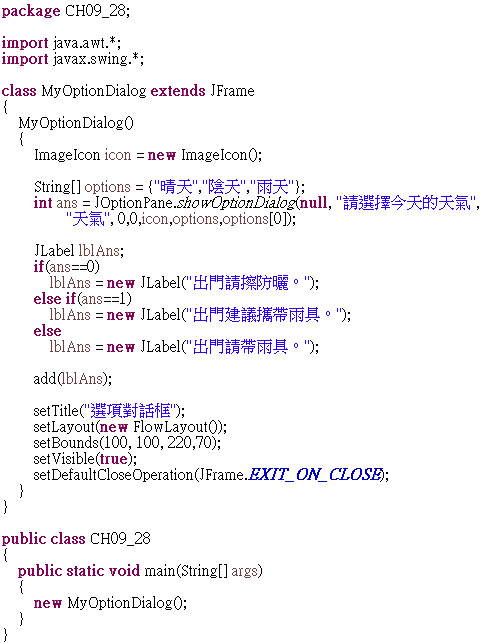 package CH09_28;
import java.awt.*;
import javax.swing.*;
class MyOptionDialog extends JFrame
{
MyOptionDialog()
{
ImageIcon icon = new ImageIcon();
String[] options = {"晴天","陰天","雨天"};
int ans = JOptionPane.showOptionDialog(null, "請選擇今天的天氣",
"天氣", 0,0,icon,options,options[0]);
JLabel lblAns;
if(ans==0)
lblAns = new JLabel("出門請擦防曬。");
else if(ans==1)
lblAns = new JLabel("出門建議攜帶雨具。");
else
lblAns = new JLabel("出門請帶雨具。");
add(lblAns);
setTitle("選項對話框");
setLayout(new FlowLayout());
setBounds(100, 100, 220,70);
setVisible(true);
setDefaultCloseOperation(JFrame.EXIT_ON_CLOSE);
}
}
public class CH09_28
{
public static void main(String[] args)
{
new MyOptionDialog();
}
}